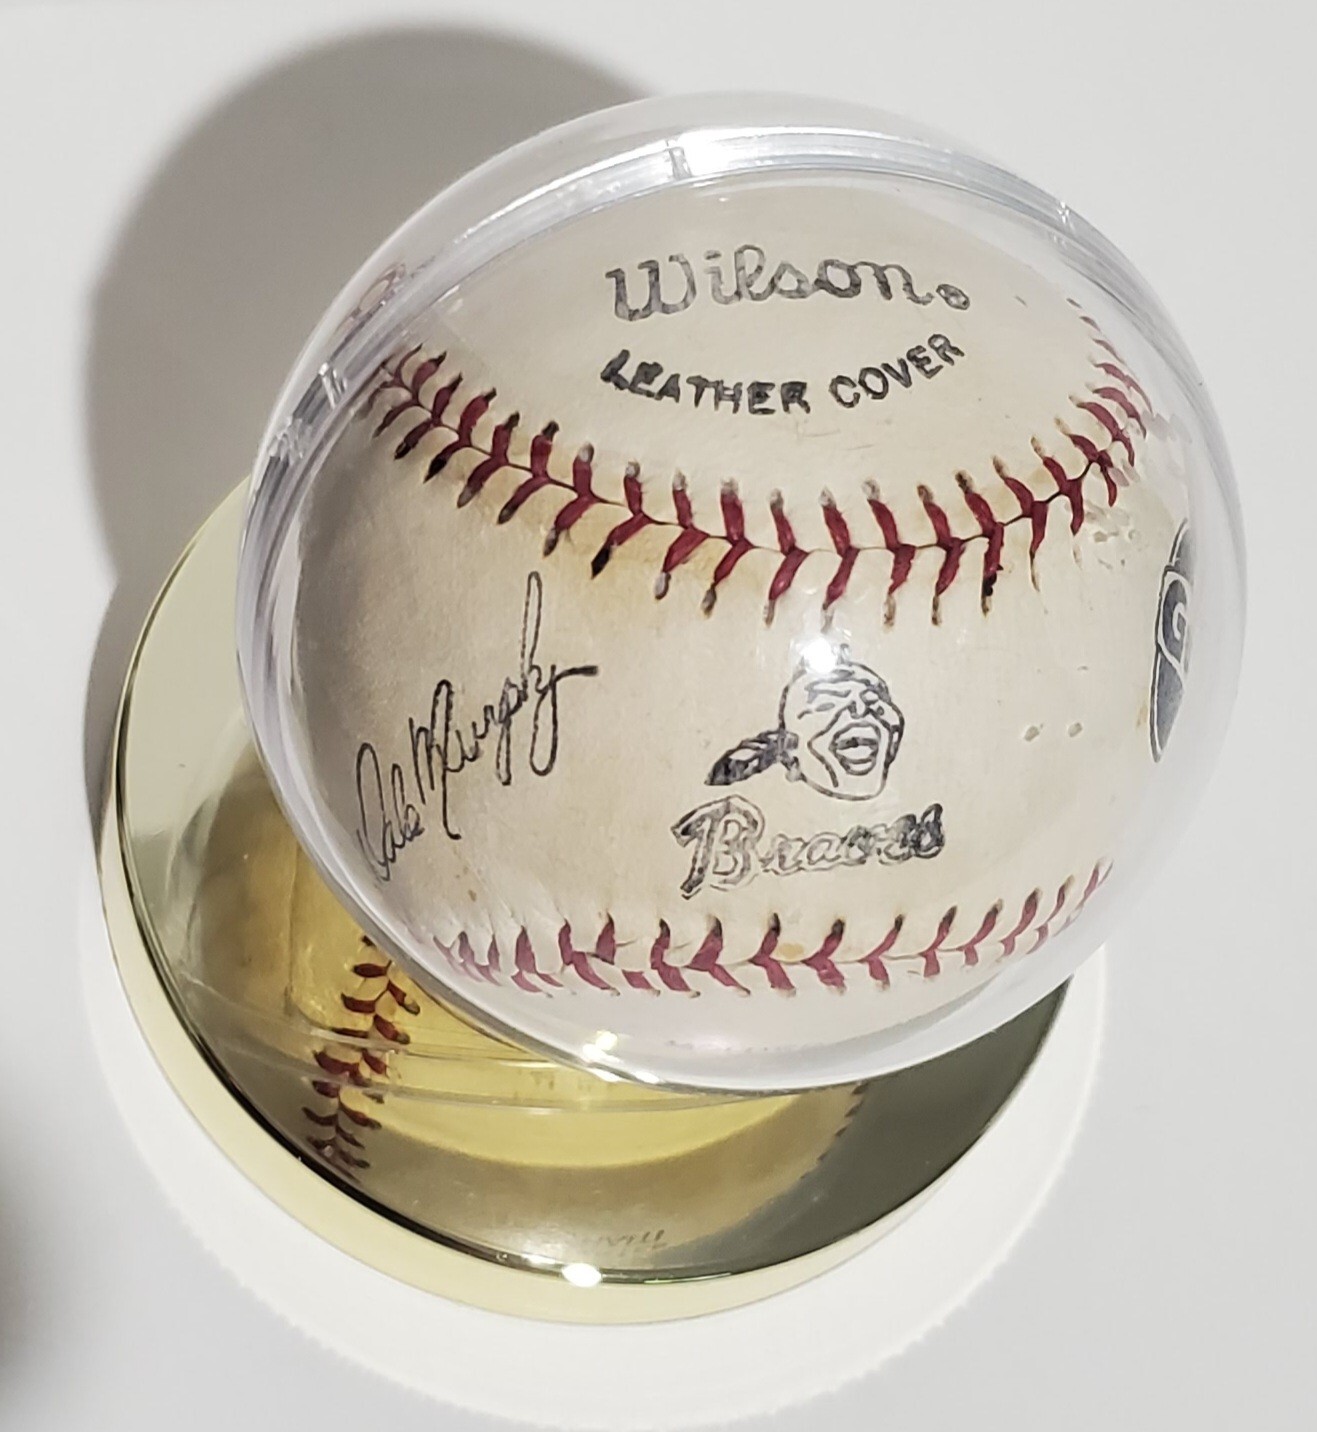 Wilson®
LEATHER COVER
Dale Murphy
Braves
G